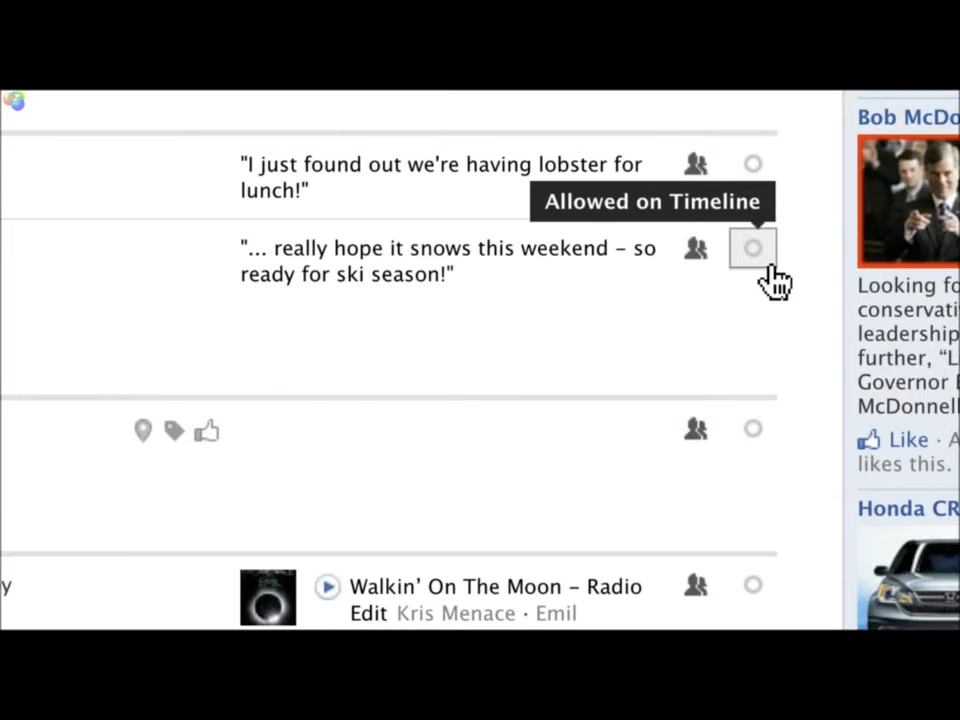 "I just found out we're having lobster for
lunch!"
Allowed on Timeline
"... really hope it snows this weekend – so
ready for ski season!"
y
Walkin' On The Moon – Radio
Edit Kris Menace · Emil
Bob McDo
Looking fo
conservati
leadership
further, "L
Governor
McDonnell
Like · A
likes this.
Honda CR